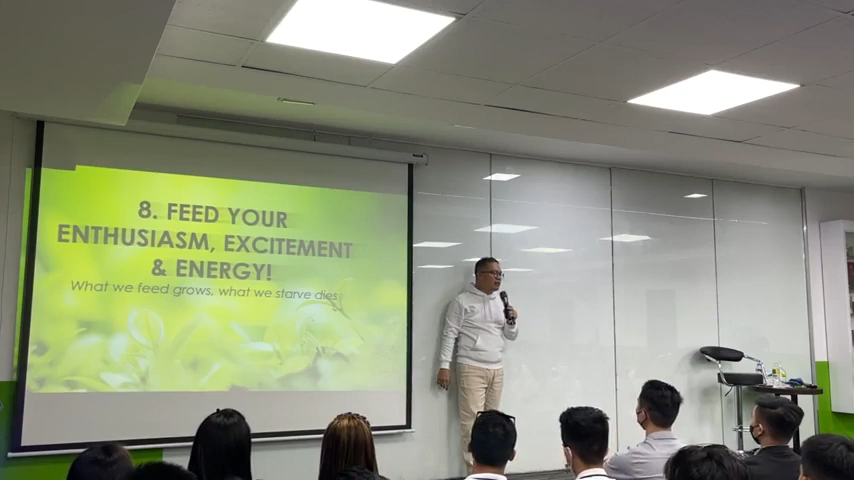 8. FEED YOUR
ENTHUSIASM, EXCITEMENT
& ENERGY!
What we feed grows, what we starve dies